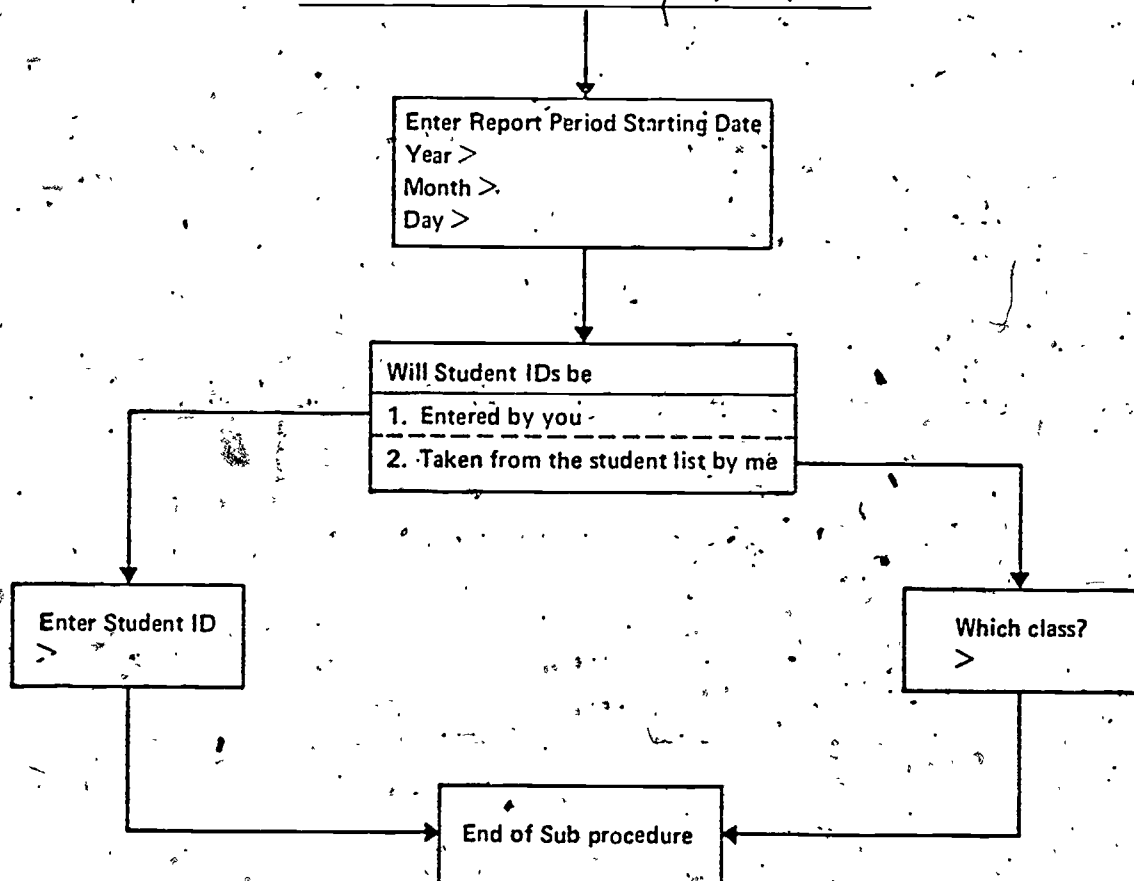 Enter Report Period Starting Date
Year >
Month >
Day >
Will Student IDs be
1. Entered by you
2. Taken from the student list by me
Enter Student ID
>
Which class?
>
End of Sub procedure